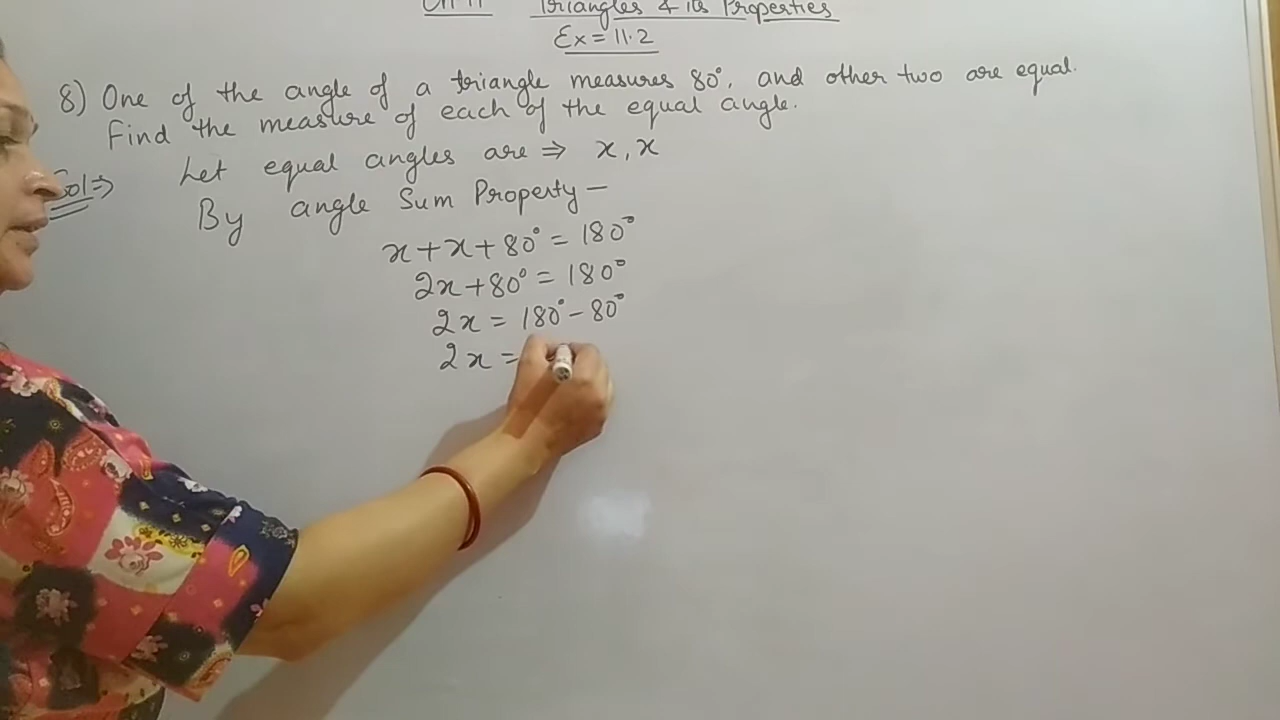 Triangles & its Properties
Ex = 11.2
8) One of the angle of a triangle measures 80°, and other two are equal.
Find the measure of each of the equal angle.
Sol ⇒ Let equal angles are ⇒ x, x
By angle Sum Property –
x + x + 80° = 180°
2x + 80° = 180°
2x = 180° – 80°
2x =